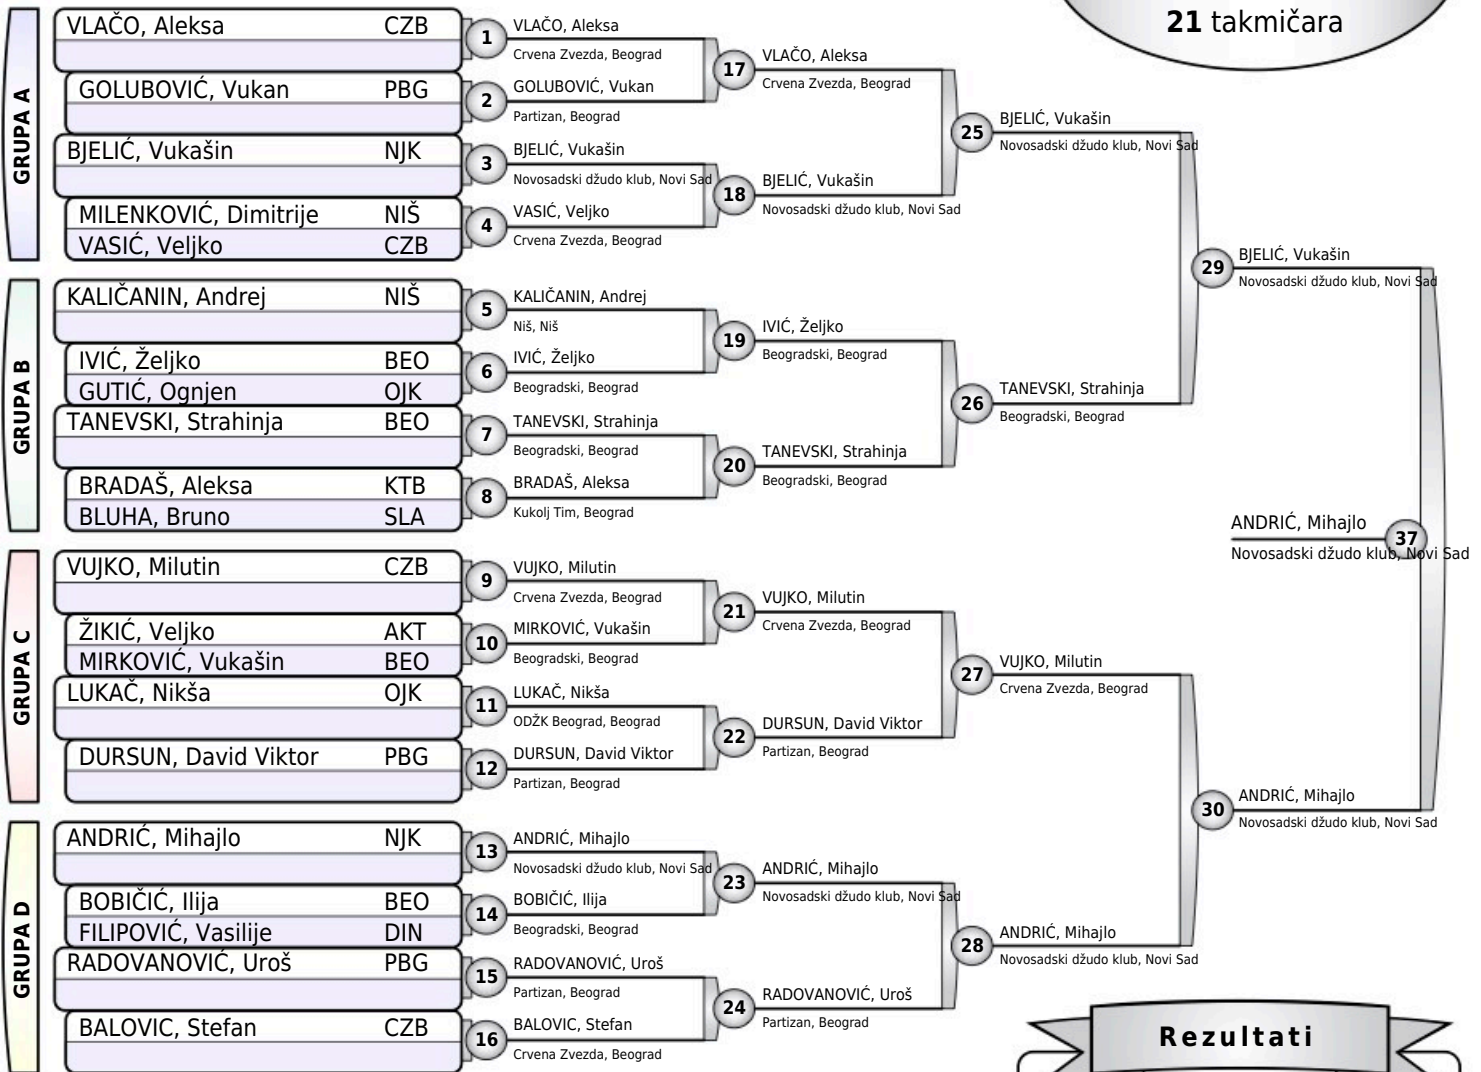 21 takmičara
GRUPA A
VLAČO, Aleksa CZB
GOLUBOVIĆ, Vukan PBG
BJELIĆ, Vukašin NJK
MILENKOVIĆ, Dimitrije NIŠ
VASIĆ, Veljko CZB
GRUPA B
KALIČANIN, Andrej NIŠ
IVIĆ, Željko BEO
GUTIĆ, Ognjen OJK
TANEVSKI, Strahinja BEO
BRADAŠ, Aleksa KTB
BLUHA, Bruno SLA
GRUPA C
VUJKO, Milutin CZB
ŽIKIĆ, Veljko AKT
MIRKOVIĆ, Vukašin BEO
LUKAČ, Nikša OJK
DURSUN, David Viktor PBG
GRUPA D
ANDRIĆ, Mihajlo NJK
BOBIČIĆ, Ilija BEO
FILIPOVIĆ, Vasilije DIN
RADOVANOVIĆ, Uroš PBG
BALOVIC, Stefan CZB
1 VLAČO, Aleksa
Crvena Zvezda, Beograd
2 GOLUBOVIĆ, Vukan
Partizan, Beograd
3 BJELIĆ, Vukašin
Novosadski džudo klub, Novi Sad
4 VASIĆ, Veljko
Crvena Zvezda, Beograd
5 KALIČANIN, Andrej
Niš, Niš
6 IVIĆ, Željko
Beogradski, Beograd
7 TANEVSKI, Strahinja
Beogradski, Beograd
8 BRADAŠ, Aleksa
Kukolj Tim, Beograd
9 VUJKO, Milutin
Crvena Zvezda, Beograd
10 MIRKOVIĆ, Vukašin
Beogradski, Beograd
11 LUKAČ, Nikša
ODŽK Beograd, Beograd
12 DURSUN, David Viktor
Partizan, Beograd
13 ANDRIĆ, Mihajlo
Novosadski džudo klub, Novi Sad
14 BOBIČIĆ, Ilija
Beogradski, Beograd
15 RADOVANOVIĆ, Uroš
Partizan, Beograd
16 BALOVIC, Stefan
Crvena Zvezda, Beograd
17 VLAČO, Aleksa
Crvena Zvezda, Beograd
18 BJELIĆ, Vukašin
Novosadski džudo klub, Novi Sad
19 IVIĆ, Željko
Beogradski, Beograd
20 TANEVSKI, Strahinja
Beogradski, Beograd
21 VUJKO, Milutin
Crvena Zvezda, Beograd
22 DURSUN, David Viktor
Partizan, Beograd
23 ANDRIĆ, Mihajlo
Novosadski džudo klub, Novi Sad
24 RADOVANOVIĆ, Uroš
Partizan, Beograd
25 BJELIĆ, Vukašin
Novosadski džudo klub, Novi Sad
26 TANEVSKI, Strahinja
Beogradski, Beograd
27 VUJKO, Milutin
Crvena Zvezda, Beograd
28 ANDRIĆ, Mihajlo
Novosadski džudo klub, Novi Sad
29 BJELIĆ, Vukašin
Novosadski džudo klub, Novi Sad
30 ANDRIĆ, Mihajlo
Novosadski džudo klub, Novi Sad
ANDRIĆ, Mihajlo 37
Novosadski džudo klub, Novi Sad
Rezultati